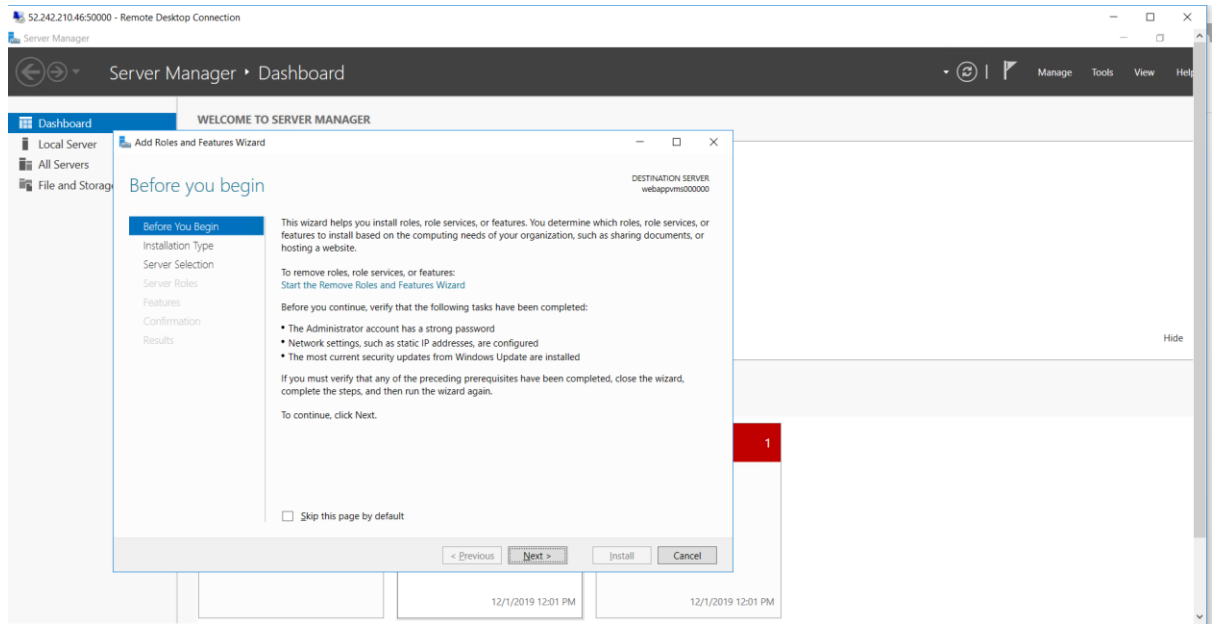 52.242.210.46:50000 - Remote Desktop Connection
Server Manager
Server Manager • Dashboard
Manage Tools View Help
Dashboard
Local Server
All Servers
File and Storag
WELCOME TO SERVER MANAGER
Add Roles and Features Wizard
Before you begin
DESTINATION SERVER
webappvms000000
Before You Begin
Installation Type
Server Selection
Server Roles
Features
Confirmation
Results
This wizard helps you install roles, role services, or features. You determine which roles, role services, or
features to install based on the computing needs of your organization, such as sharing documents, or
hosting a website.
To remove roles, role services, or features:
Start the Remove Roles and Features Wizard
Before you continue, verify that the following tasks have been completed:
• The Administrator account has a strong password
• Network settings, such as static IP addresses, are configured
• The most current security updates from Windows Update are installed
If you must verify that any of the preceding prerequisites have been completed, close the wizard,
complete the steps, and then run the wizard again.
To continue, click Next.
Skip this page by default
< Previous Next > Install Cancel
Hide
1
12/1/2019 12:01 PM
12/1/2019 12:01 PM